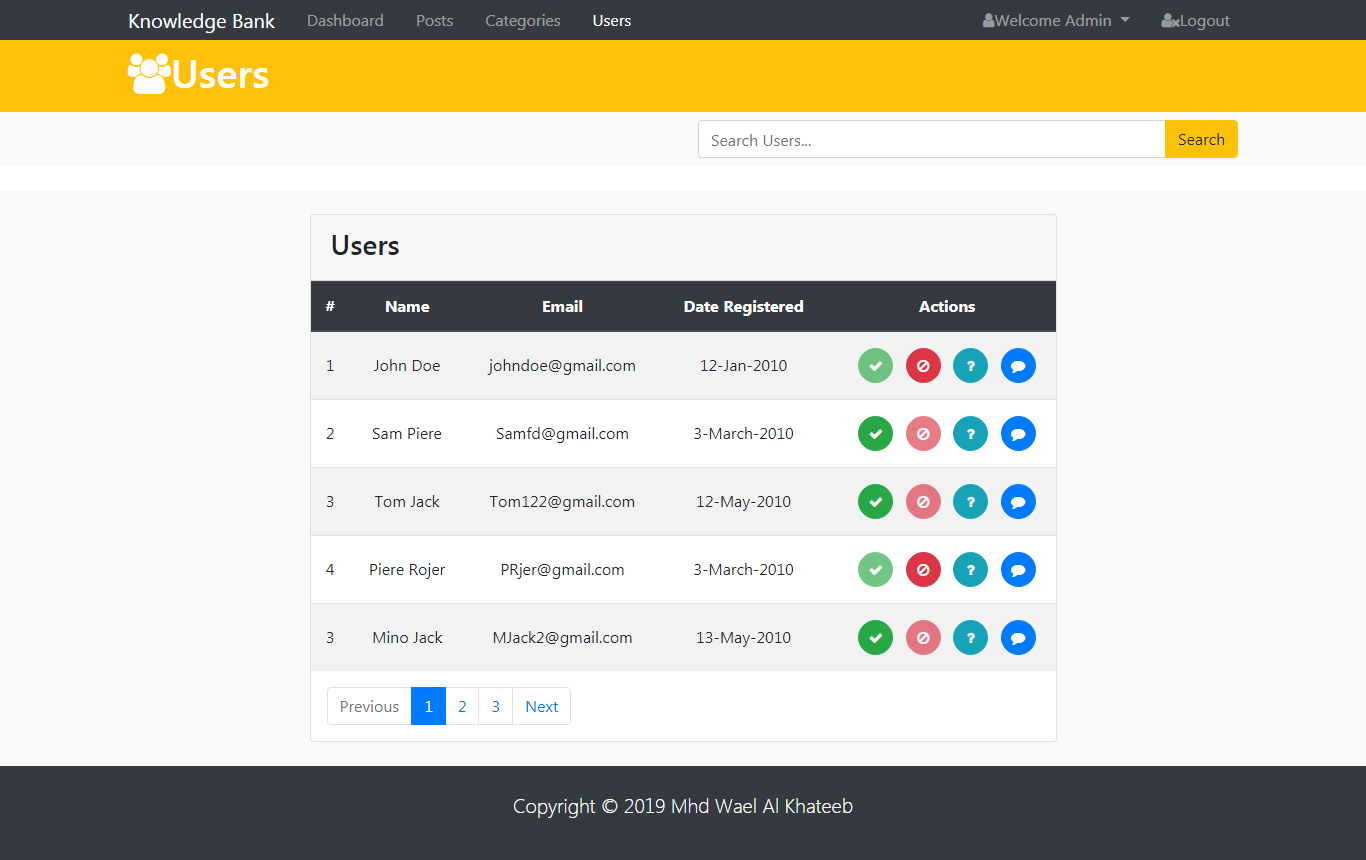 Knowledge Bank Dashboard Posts Categories Users Welcome Admin Logout
Users
Search Users... Search
Users
# Name Email Date Registered Actions
1 John Doe johndoe@gmail.com 12-Jan-2010
2 Sam Piere Samfd@gmail.com 3-March-2010
3 Tom Jack Tom122@gmail.com 12-May-2010
4 Piere Rojer PRjer@gmail.com 3-March-2010
3 Mino Jack MJack2@gmail.com 13-May-2010
Previous 1 2 3 Next
Copyright © 2019 Mhd Wael Al Khateeb